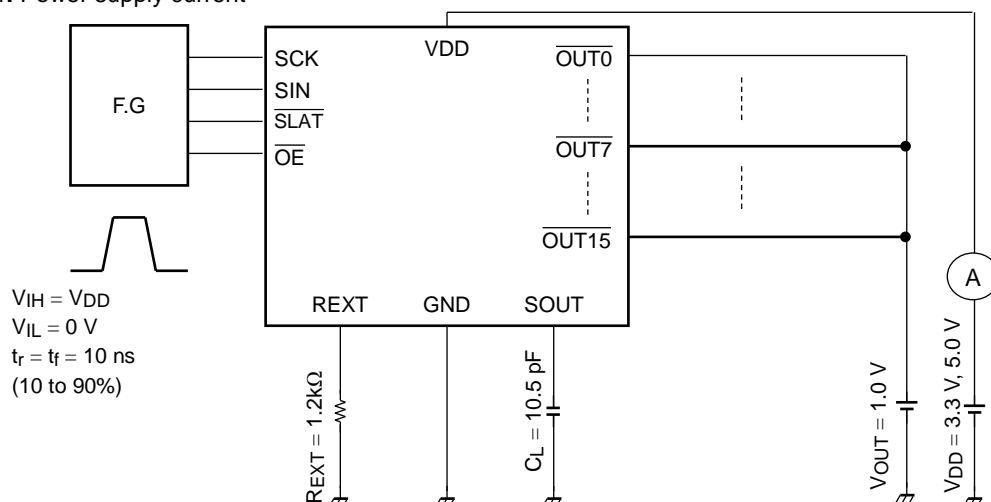 Power supply current
VDD
SCK
SIN
SLAT
OE
F.G
OUT0
OUT7
OUT15
A
REXT
GND
SOUT
VIH = VDD
VIL = 0 V
tr = tf = 10 ns
(10 to 90%)
REXT = 1.2kΩ
CL = 10.5 pF
VOUT = 1.0 V
VDD = 3.3 V, 5.0 V